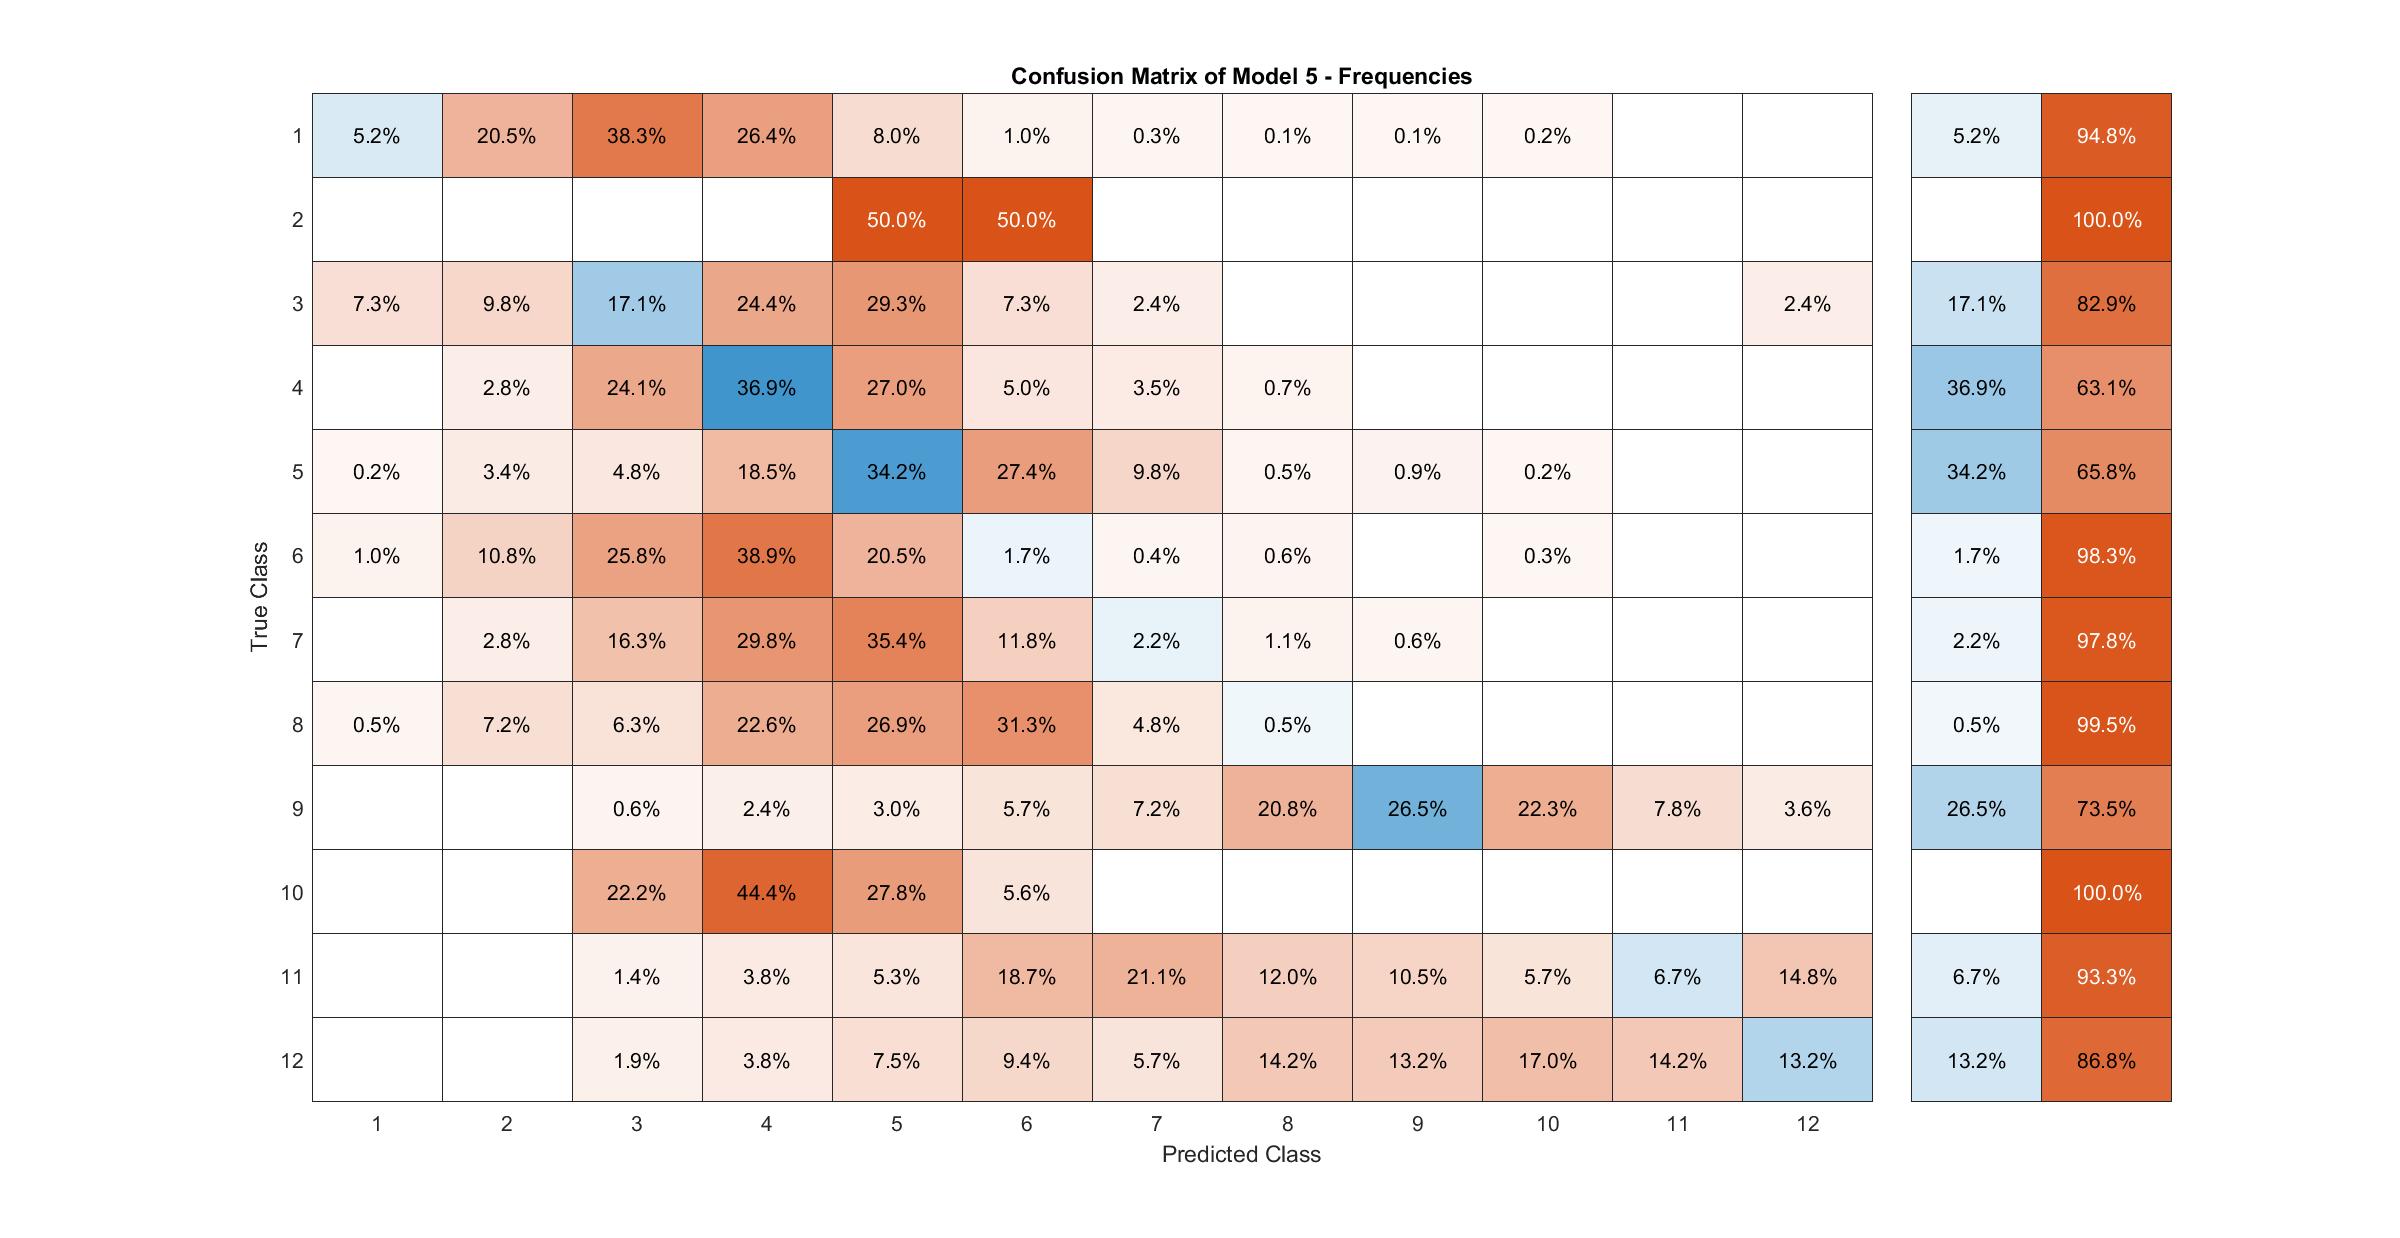 Confusion Matrix of Model 5 - Frequencies
1 5.2% 20.5% 38.3% 26.4% 8.0% 1.0% 0.3% 0.1% 0.1% 0.2% 5.2% 94.8%
2 50.0% 50.0% 100.0%
3 7.3% 9.8% 17.1% 24.4% 29.3% 7.3% 2.4% 2.4% 17.1% 82.9%
4 2.8% 24.1% 36.9% 27.0% 5.0% 3.5% 0.7% 36.9% 63.1%
5 0.2% 3.4% 4.8% 18.5% 34.2% 27.4% 9.8% 0.5% 0.9% 0.2% 34.2% 65.8%
True Class
6 1.0% 10.8% 25.8% 38.9% 20.5% 1.7% 0.4% 0.6% 0.3% 1.7% 98.3%
7 2.8% 16.3% 29.8% 35.4% 11.8% 2.2% 1.1% 0.6% 2.2% 97.8%
8 0.5% 7.2% 6.3% 22.6% 26.9% 31.3% 4.8% 0.5% 0.5% 99.5%
9 0.6% 2.4% 3.0% 5.7% 7.2% 20.8% 26.5% 22.3% 7.8% 3.6% 26.5% 73.5%
10 22.2% 44.4% 27.8% 5.6% 100.0%
11 1.4% 3.8% 5.3% 18.7% 21.1% 12.0% 10.5% 5.7% 6.7% 14.8% 6.7% 93.3%
12 1.9% 3.8% 7.5% 9.4% 5.7% 14.2% 13.2% 17.0% 14.2% 13.2% 13.2% 86.8%
1 2 3 4 5 6 7 8 9 10 11 12
Predicted Class